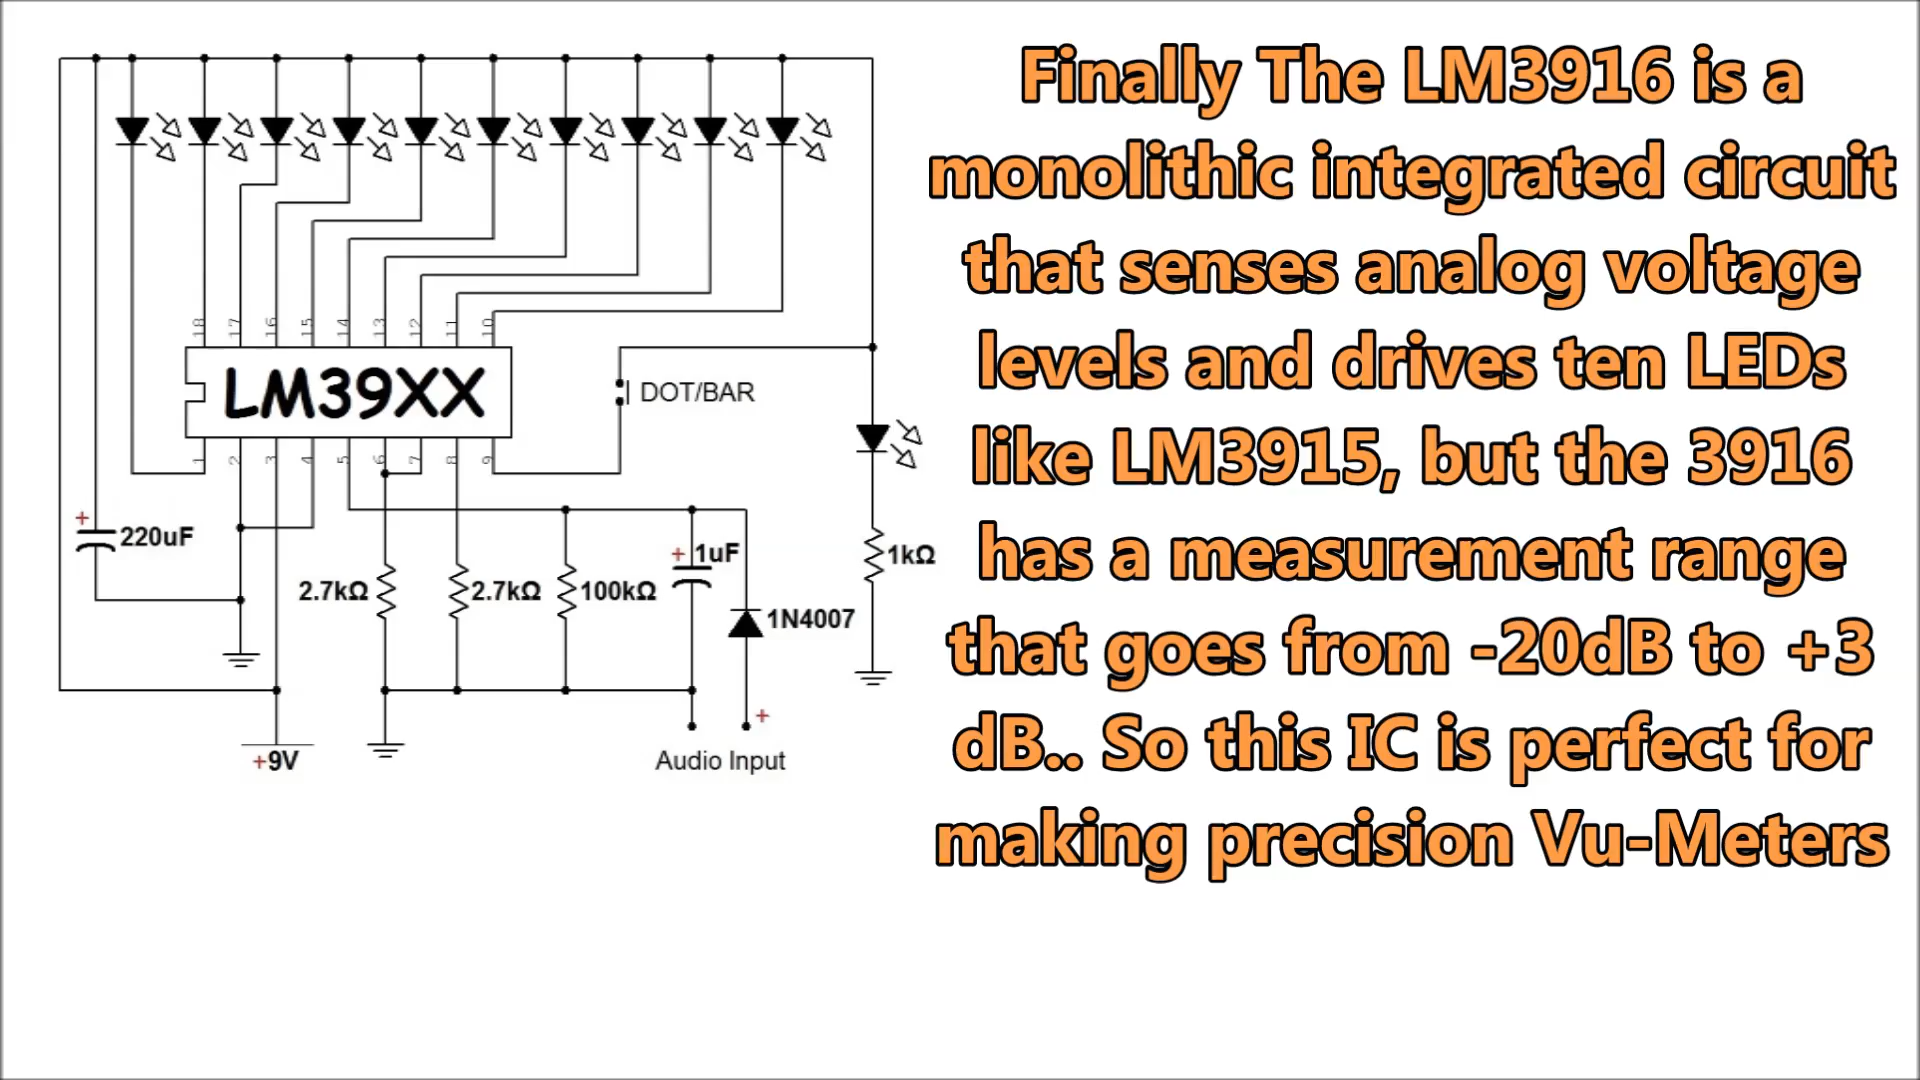 Finally The LM3916 is a
monolithic integrated circuit
that senses analog voltage
levels and drives ten LEDs
like LM3915, but the 3916
has a measurement range
that goes from -20dB to +3
dB.. So this IC is perfect for
making precision Vu-Meters
18 17 16 15 14 13 12 11 10
LM39XX
DOT/BAR
1 2 3 4 5 6 7 8 9
+
220uF
+ 1uF
1kΩ
2.7kΩ
2.7kΩ
100kΩ
1N4007
+
+9V
Audio Input